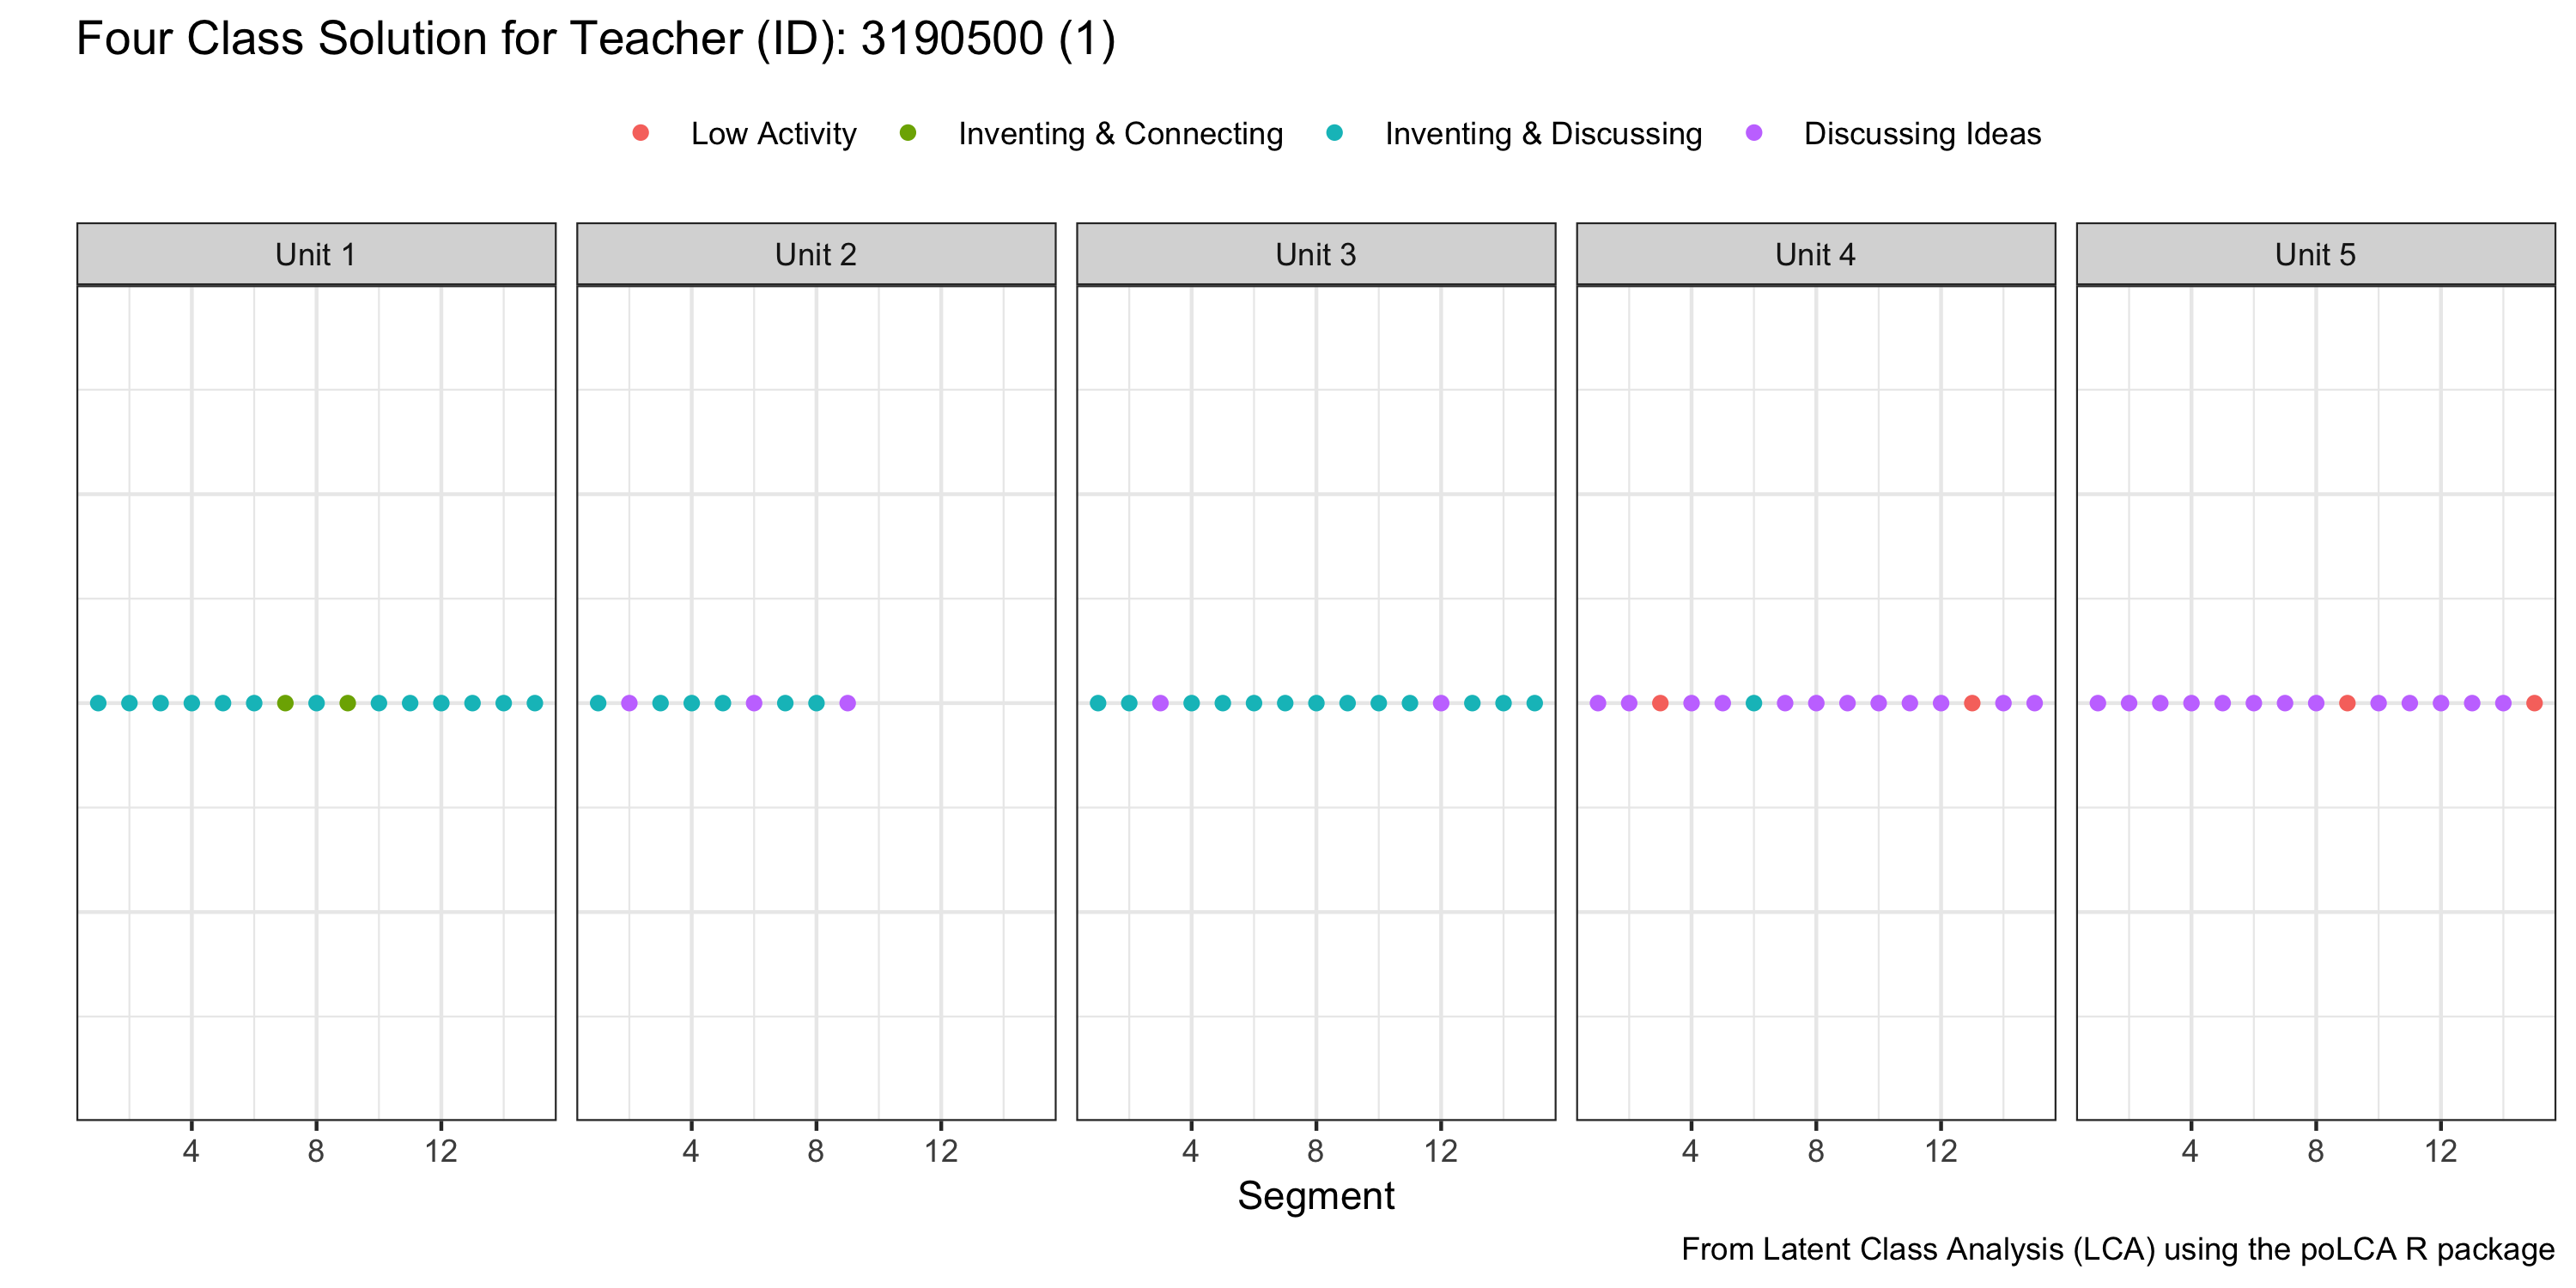 Four Class Solution for Teacher (ID): 3190500 (1)
Low Activity Inventing & Connecting Inventing & Discussing Discussing Ideas
Unit 1 Unit 2 Unit 3 Unit 4 Unit 5
4 8 12 4 8 12 4 8 12 4 8 12 4 8 12
Segment
From Latent Class Analysis (LCA) using the poLCA R package